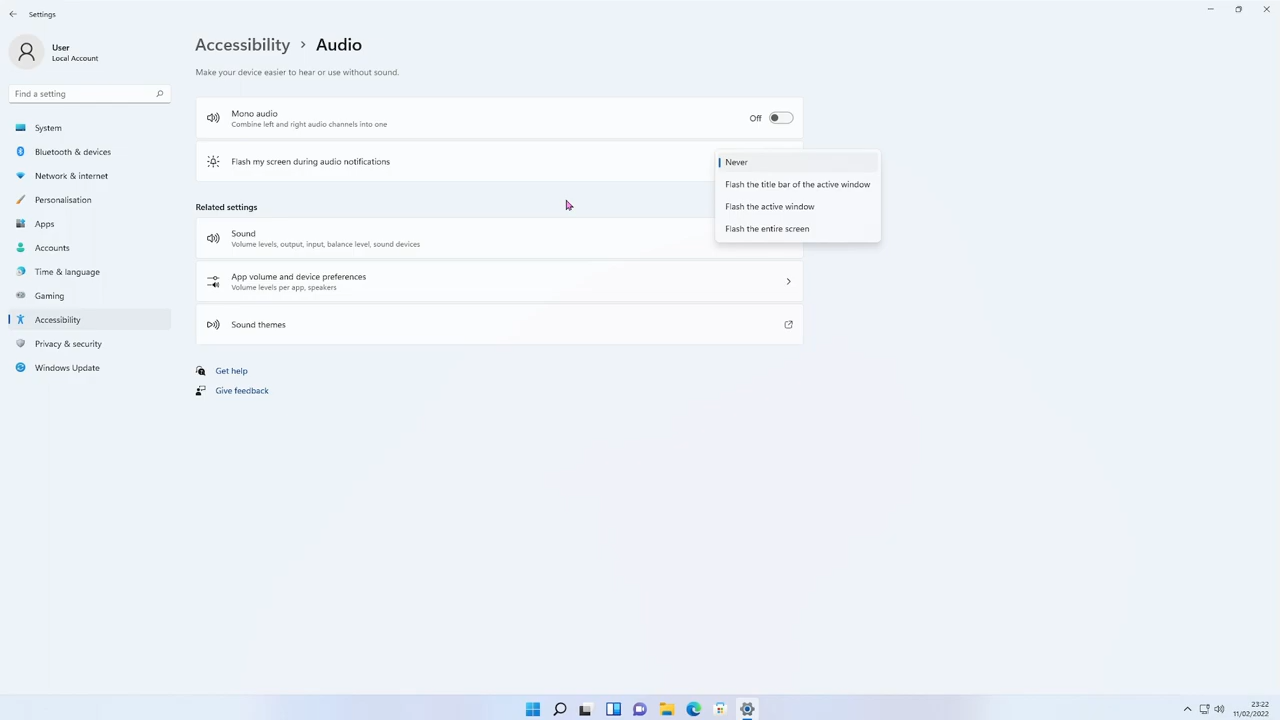 Settings
User
Local Account
Find a setting
System
Bluetooth & devices
Network & internet
Personalisation
Apps
Accounts
Time & language
Gaming
Accessibility
Privacy & security
Windows Update
Accessibility > Audio
Make your device easier to hear or use without sound.
Mono audio
Combine left and right audio channels into one
Off
Flash my screen during audio notifications
Never
Flash the title bar of the active window
Flash the active window
Flash the entire screen
Related settings
Sound
Volume levels, output, input, balance level, sound devices
App volume and device preferences
Volume levels per app, speakers
Sound themes
Get help
Give feedback
23:22
11/02/2022